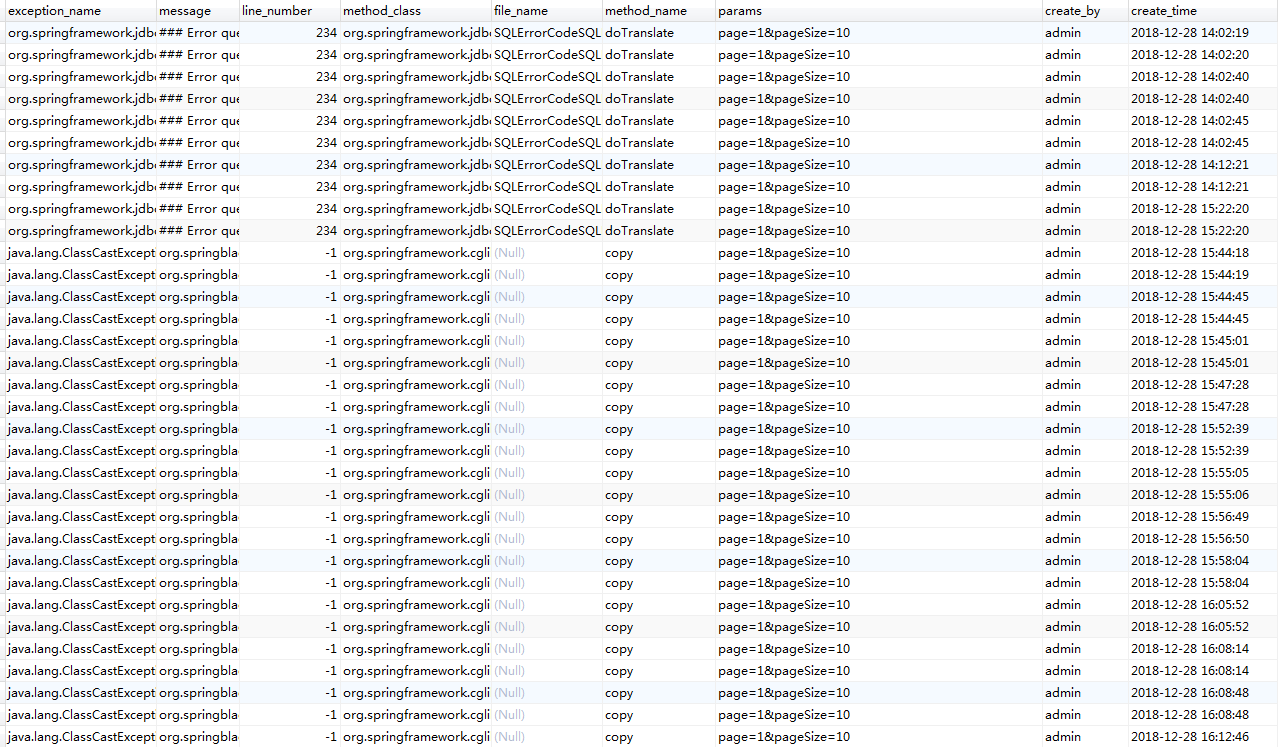 exception_name message line_number method_class file_name method_name params create_by create_time
org.springframework.jdb ### Error que 234 org.springframework.jdb SQLErrorCodeSQL doTranslate page=1&pageSize=10 admin 2018-12-28 14:02:19
org.springframework.jdb ### Error que 234 org.springframework.jdb SQLErrorCodeSQL doTranslate page=1&pageSize=10 admin 2018-12-28 14:02:20
org.springframework.jdb ### Error que 234 org.springframework.jdb SQLErrorCodeSQL doTranslate page=1&pageSize=10 admin 2018-12-28 14:02:40
org.springframework.jdb ### Error que 234 org.springframework.jdb SQLErrorCodeSQL doTranslate page=1&pageSize=10 admin 2018-12-28 14:02:40
org.springframework.jdb ### Error que 234 org.springframework.jdb SQLErrorCodeSQL doTranslate page=1&pageSize=10 admin 2018-12-28 14:02:45
org.springframework.jdb ### Error que 234 org.springframework.jdb SQLErrorCodeSQL doTranslate page=1&pageSize=10 admin 2018-12-28 14:02:45
org.springframework.jdb ### Error que 234 org.springframework.jdb SQLErrorCodeSQL doTranslate page=1&pageSize=10 admin 2018-12-28 14:12:21
org.springframework.jdb ### Error que 234 org.springframework.jdb SQLErrorCodeSQL doTranslate page=1&pageSize=10 admin 2018-12-28 14:12:21
org.springframework.jdb ### Error que 234 org.springframework.jdb SQLErrorCodeSQL doTranslate page=1&pageSize=10 admin 2018-12-28 15:22:20
org.springframework.jdb ### Error que 234 org.springframework.jdb SQLErrorCodeSQL doTranslate page=1&pageSize=10 admin 2018-12-28 15:22:20
java.lang.ClassCastExcept org.springbla -1 org.springframework.cgli (Null) copy page=1&pageSize=10 admin 2018-12-28 15:44:18
java.lang.ClassCastExcept org.springbla -1 org.springframework.cgli (Null) copy page=1&pageSize=10 admin 2018-12-28 15:44:19
java.lang.ClassCastExcept org.springbla -1 org.springframework.cgli (Null) copy page=1&pageSize=10 admin 2018-12-28 15:44:45
java.lang.ClassCastExcept org.springbla -1 org.springframework.cgli (Null) copy page=1&pageSize=10 admin 2018-12-28 15:44:45
java.lang.ClassCastExcept org.springbla -1 org.springframework.cgli (Null) copy page=1&pageSize=10 admin 2018-12-28 15:45:01
java.lang.ClassCastExcept org.springbla -1 org.springframework.cgli (Null) copy page=1&pageSize=10 admin 2018-12-28 15:45:01
java.lang.ClassCastExcept org.springbla -1 org.springframework.cgli (Null) copy page=1&pageSize=10 admin 2018-12-28 15:47:28
java.lang.ClassCastExcept org.springbla -1 org.springframework.cgli (Null) copy page=1&pageSize=10 admin 2018-12-28 15:47:28
java.lang.ClassCastExcept org.springbla -1 org.springframework.cgli (Null) copy page=1&pageSize=10 admin 2018-12-28 15:52:39
java.lang.ClassCastExcept org.springbla -1 org.springframework.cgli (Null) copy page=1&pageSize=10 admin 2018-12-28 15:52:39
java.lang.ClassCastExcept org.springbla -1 org.springframework.cgli (Null) copy page=1&pageSize=10 admin 2018-12-28 15:55:05
java.lang.ClassCastExcept org.springbla -1 org.springframework.cgli (Null) copy page=1&pageSize=10 admin 2018-12-28 15:55:06
java.lang.ClassCastExcept org.springbla -1 org.springframework.cgli (Null) copy page=1&pageSize=10 admin 2018-12-28 15:56:49
java.lang.ClassCastExcept org.springbla -1 org.springframework.cgli (Null) copy page=1&pageSize=10 admin 2018-12-28 15:56:50
java.lang.ClassCastExcept org.springbla -1 org.springframework.cgli (Null) copy page=1&pageSize=10 admin 2018-12-28 15:58:04
java.lang.ClassCastExcept org.springbla -1 org.springframework.cgli (Null) copy page=1&pageSize=10 admin 2018-12-28 15:58:04
java.lang.ClassCastExcept org.springbla -1 org.springframework.cgli (Null) copy page=1&pageSize=10 admin 2018-12-28 16:05:52
java.lang.ClassCastExcept org.springbla -1 org.springframework.cgli (Null) copy page=1&pageSize=10 admin 2018-12-28 16:05:52
java.lang.ClassCastExcept org.springbla -1 org.springframework.cgli (Null) copy page=1&pageSize=10 admin 2018-12-28 16:08:14
java.lang.ClassCastExcept org.springbla -1 org.springframework.cgli (Null) copy page=1&pageSize=10 admin 2018-12-28 16:08:14
java.lang.ClassCastExcept org.springbla -1 org.springframework.cgli (Null) copy page=1&pageSize=10 admin 2018-12-28 16:08:48
java.lang.ClassCastExcept org.springbla -1 org.springframework.cgli (Null) copy page=1&pageSize=10 admin 2018-12-28 16:08:48
java.lang.ClassCastExcept org.springbla -1 org.springframework.cgli (Null) copy page=1&pageSize=10 admin 2018-12-28 16:12:46